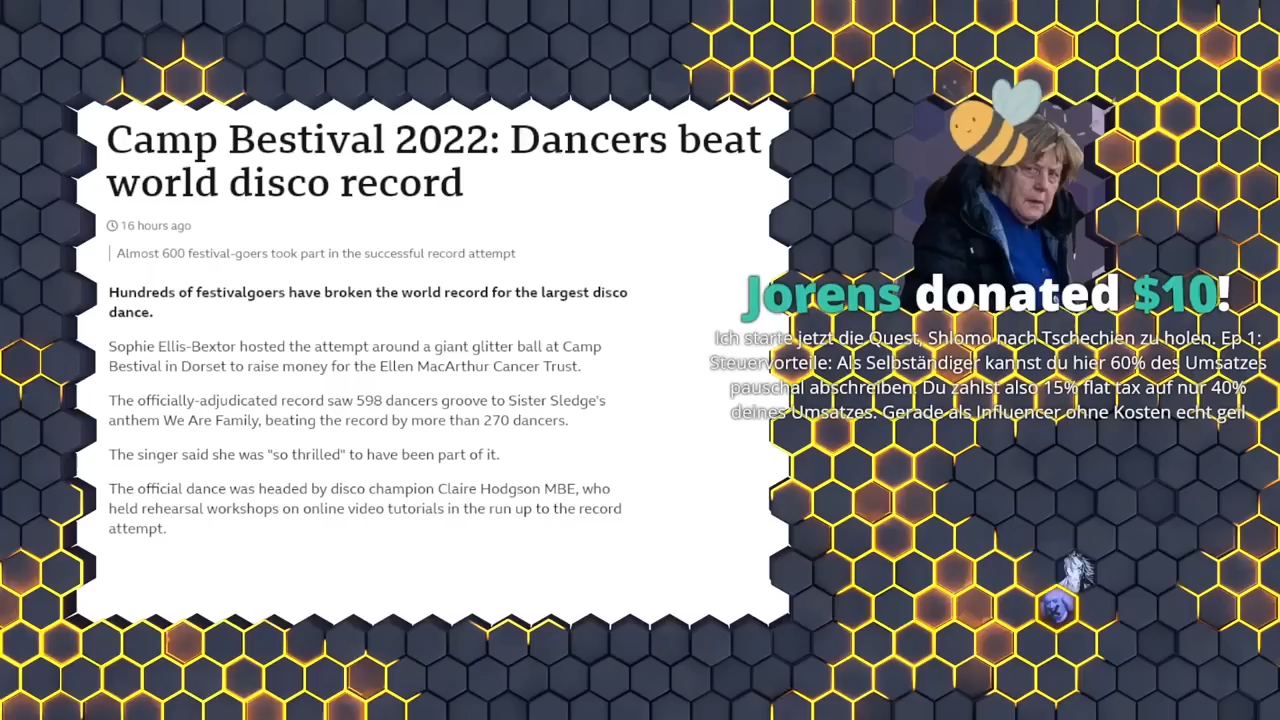 Camp Bestival 2022: Dancers beat
world disco record
16 hours ago
Almost 600 festival-goers took part in the successful record attempt
Hundreds of festivalgoers have broken the world record for the largest disco
dance.
Sophie Ellis-Bextor hosted the attempt around a giant glitter ball at Camp
Bestival in Dorset to raise money for the Ellen MacArthur Cancer Trust.
The officially-adjudicated record saw 598 dancers groove to Sister Sledge's
anthem We Are Family, beating the record by more than 270 dancers.
The singer said she was "so thrilled" to have been part of it.
The official dance was headed by disco champion Claire Hodgson MBE, who
held rehearsal workshops on online video tutorials in the run up to the record
attempt.
Jorens donated $10!
Ich starte jetzt die Quest, Shlomo nach Tschechien zu holen. Ep 1:
Steuervorteile: Als Selbständiger kannst du hier 60% des Umsatzes
pauschal abschreiben. Du zahlst also 15% flat tax auf nur 40%
deines Umsatzes. Gerade als Influencer ohne Kosten echt geil